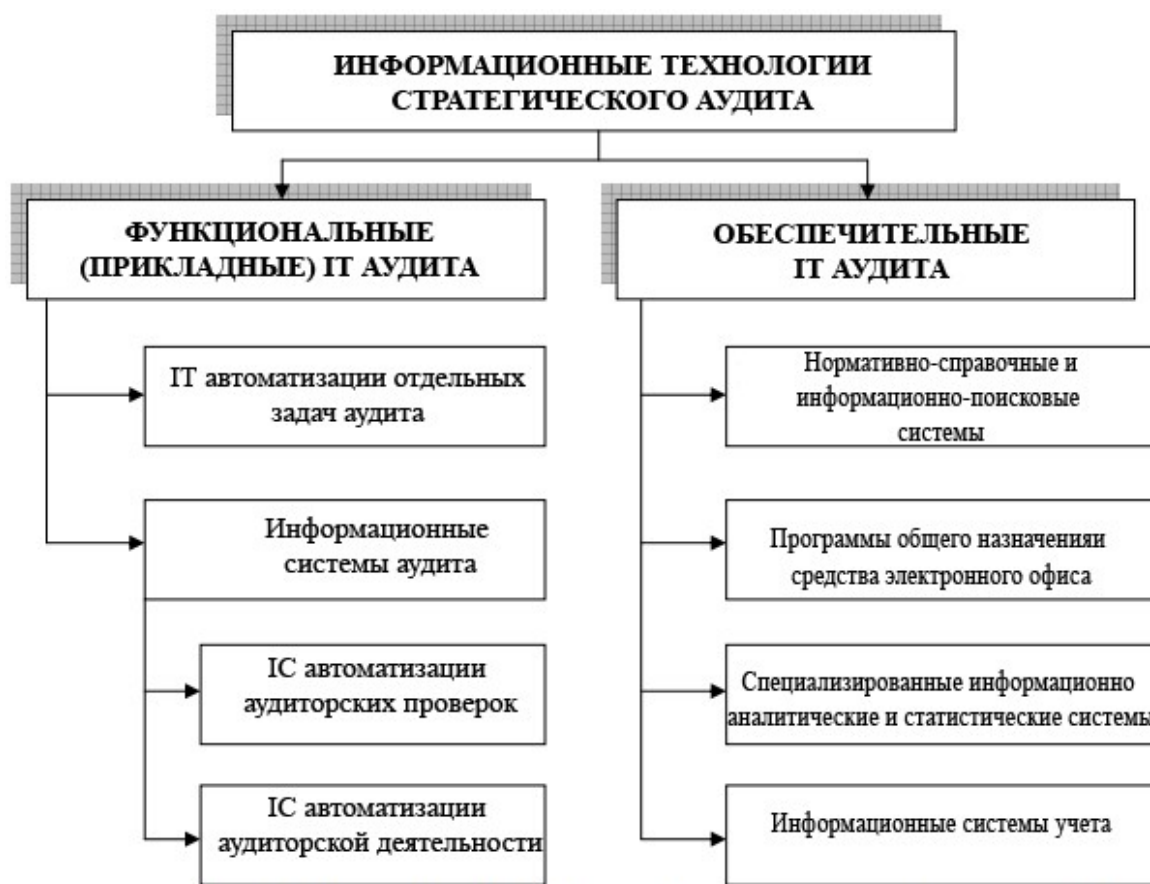 ИНФОРМАЦИОННЫЕ ТЕХНОЛОГИИ
СТРАТЕГИЧЕСКОГО АУДИТА
ФУНКЦИОНАЛЬНЫЕ
(ПРИКЛАДНЫЕ) IT АУДИТА
IT автоматизации отдельных
задач аудита
Информационные
системы аудита
IC автоматизации
аудиторских проверок
IC автоматизации
аудиторской деятельности
ОБЕСПЕЧИТЕЛЬНЫЕ
IT АУДИТА
Нормативно-справочные и
информационно-поисковые
системы
Программы общего назначенияи
средства электронного офиса
Специализированные информационно
аналитические и статистические системы
Информационные системы учета